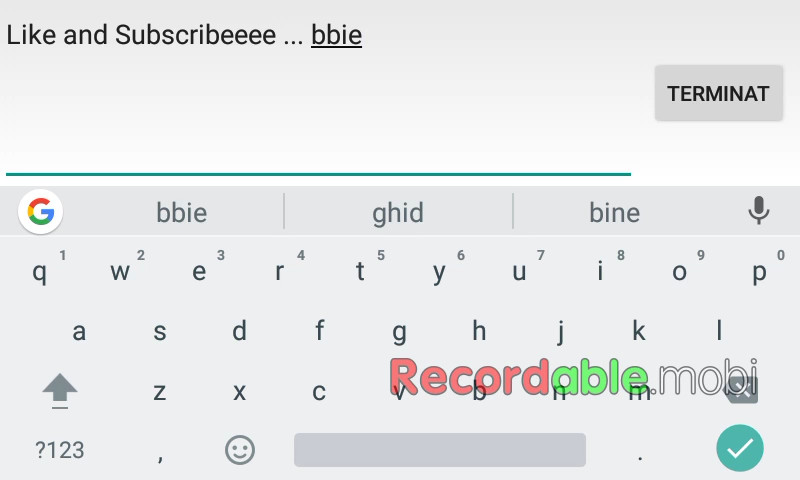 Like and Subscribeeee ... bbie
TERMINAT
bbie ghid bine
q 1 w 2 e 3 r 4 t 5 y 6 u 7 i 8 o 9 p 0
a s d f g h j k l
z x c v b n m
Recordable.mobi
?123 , .